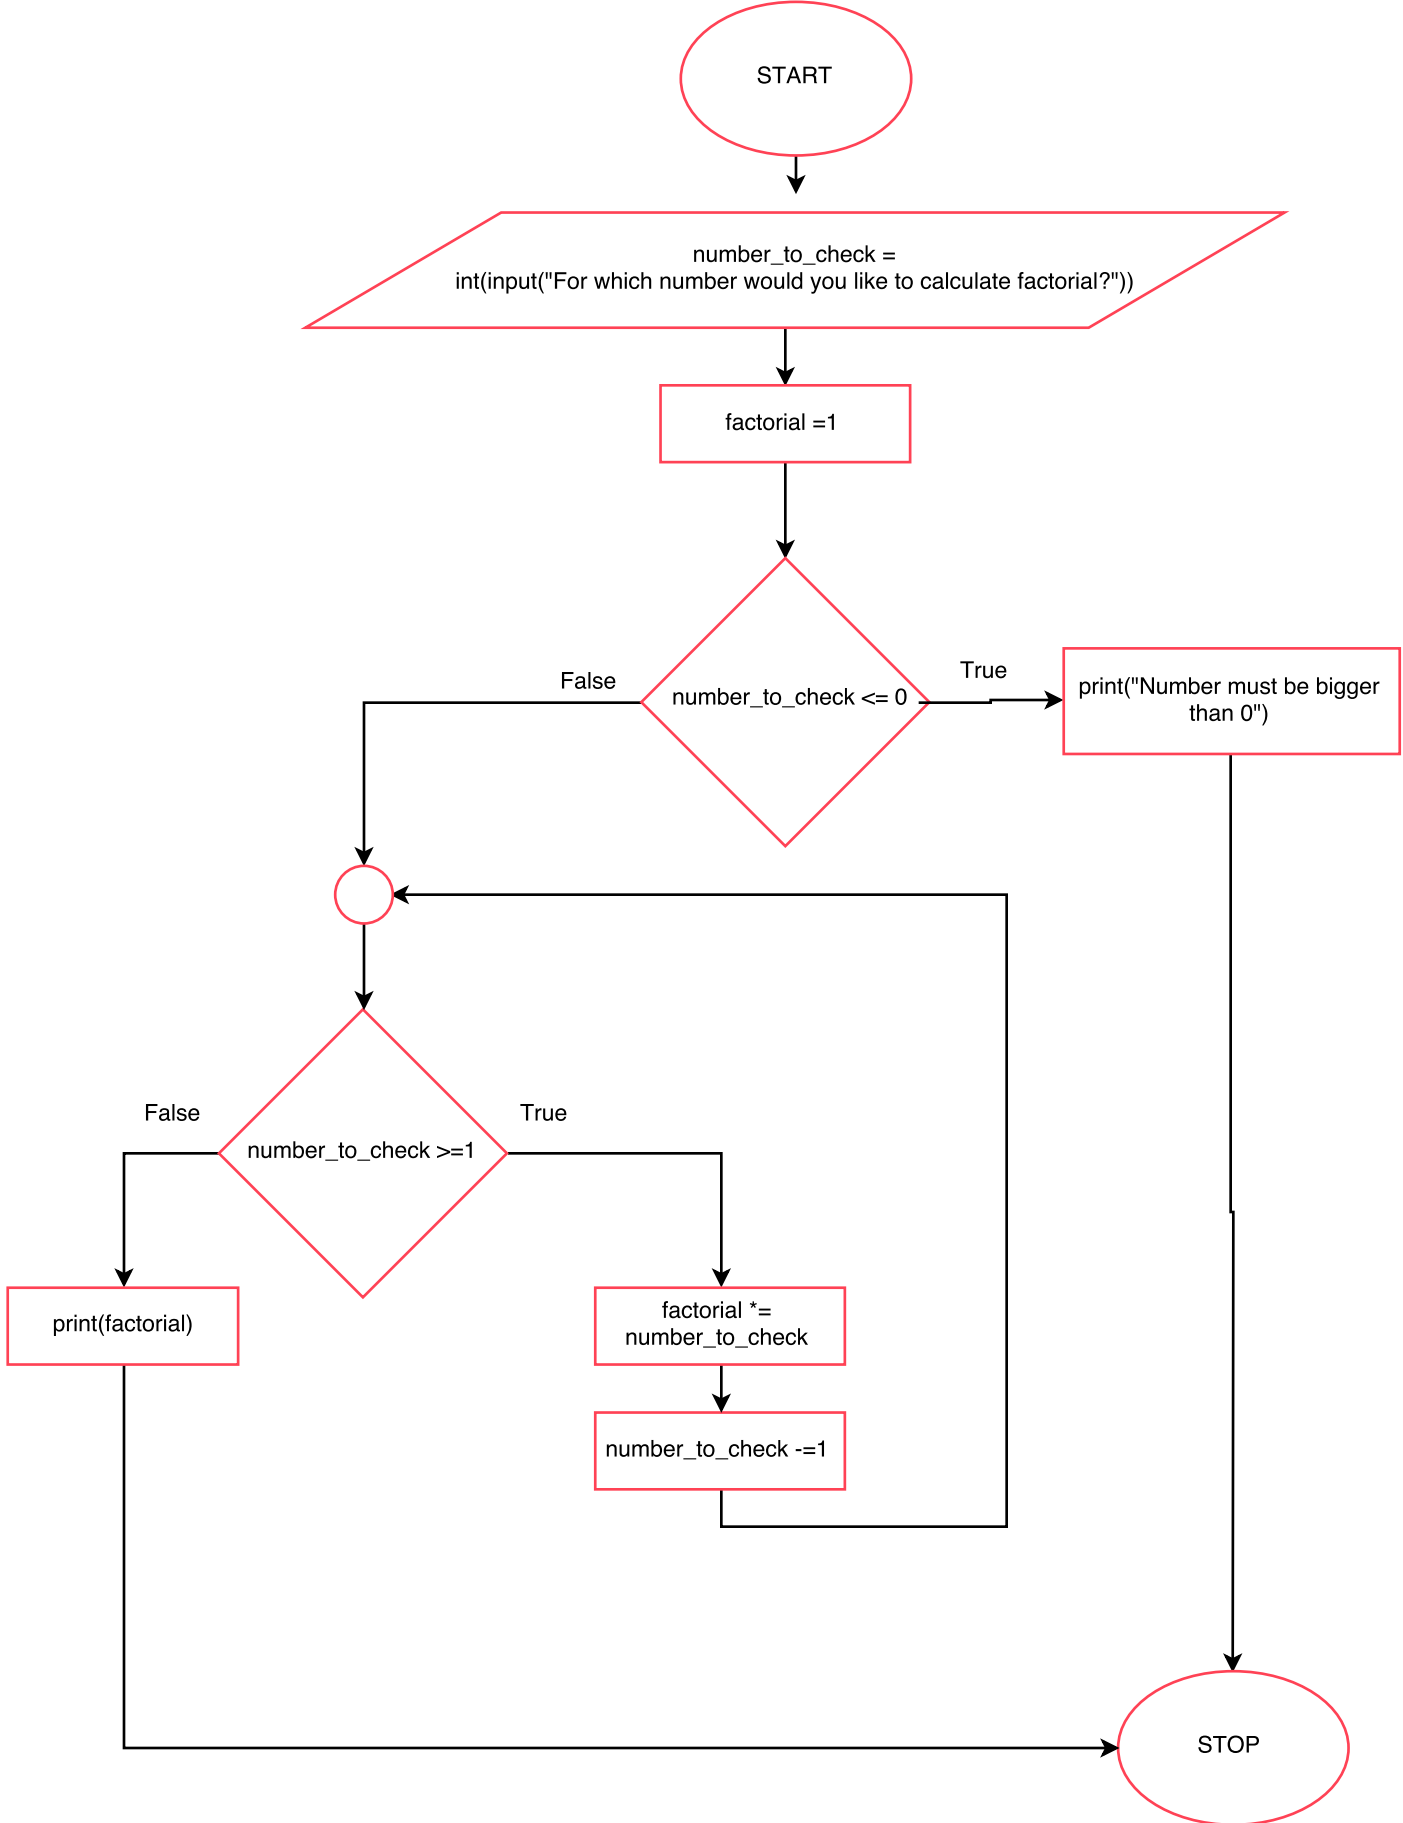 START
number_to_check =
int(input("For which number would you like to calculate factorial?"))
factorial =1
number_to_check <= 0
False
True
print("Number must be bigger
than 0")
number_to_check >=1
False
True
print(factorial)
factorial *=
number_to_check
number_to_check -=1
STOP